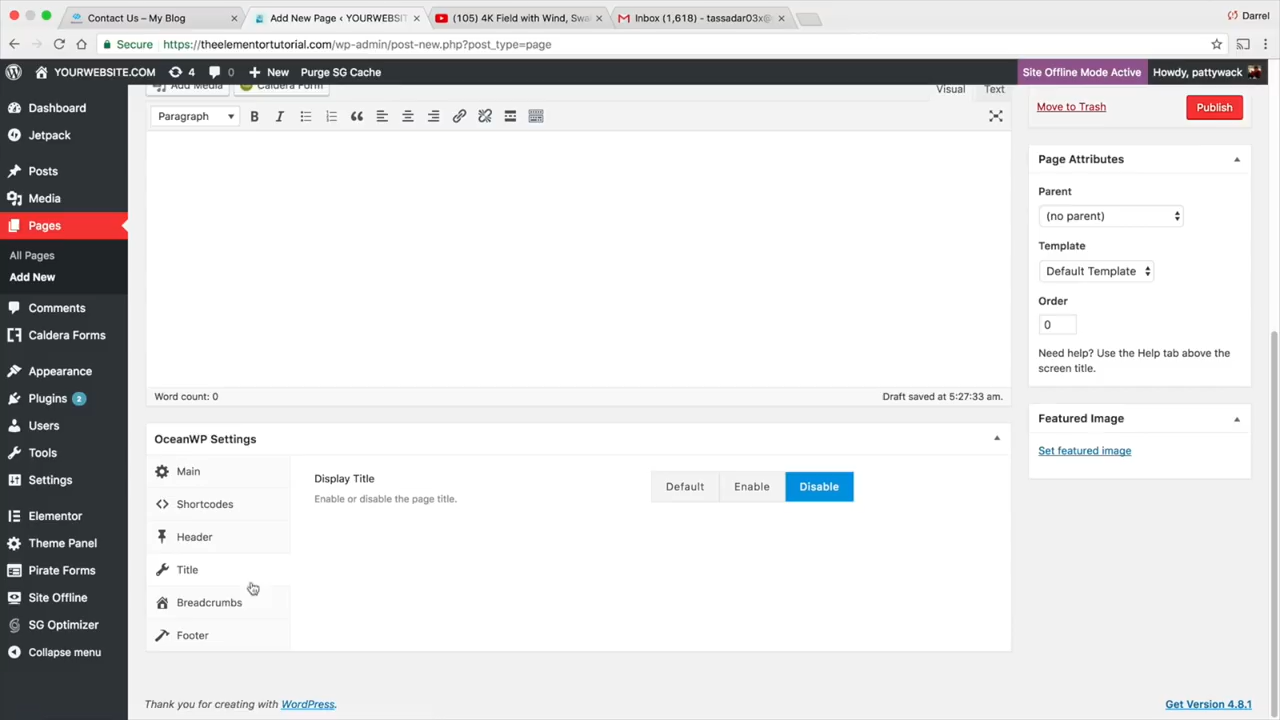 Contact Us – My Blog
Add New Page ‹ YOURWEBSIT
(105) 4K Field with Wind, Swa
Inbox (1,618) - tassadar03x@
Darrel
Secure
https://theelementortutorial.com/wp-admin/post-new.php?post_type=page
YOURWEBSITE.COM
4
0
New
Purge SG Cache
Site Offline Mode Active
Howdy, pattywack
Dashboard
Jetpack
Posts
Media
Pages
All Pages
Add New
Comments
Caldera Forms
Appearance
Plugins 2
Users
Tools
Settings
Elementor
Theme Panel
Pirate Forms
Site Offline
SG Optimizer
Collapse menu
Add Media
Caldera Form
Visual
Text
Paragraph
B
I
Word count: 0
Draft saved at 5:27:33 am.
OceanWP Settings
Main
Shortcodes
Header
Title
Breadcrumbs
Footer
Display Title
Enable or disable the page title.
Default
Enable
Disable
Move to Trash
Publish
Page Attributes
Parent
(no parent)
Template
Default Template
Order
0
Need help? Use the Help tab above the
screen title.
Featured Image
Set featured image
Thank you for creating with WordPress.
Get Version 4.8.1